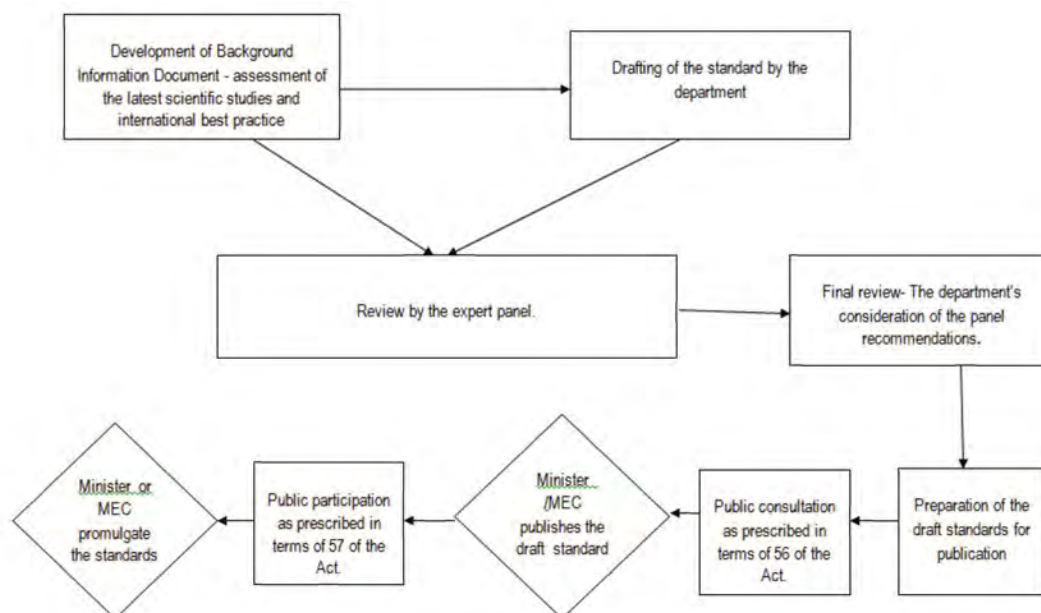 Development of Background
Information Document - assessment of
the latest scientific studies and
international best practice
Drafting of the standard by the
department
Review by the expert panel.
Final review- The department's
consideration of the panel
recommendations.
Minister or
MEC
promulgate
the standards
Public participation
as prescribed in
terms of 57 of the
Act.
Minister
/MEC
publishes the
draft standard
Public consultation
as prescribed in
terms of 56 of the
Act.
Preparation of the
draft standards for
publication